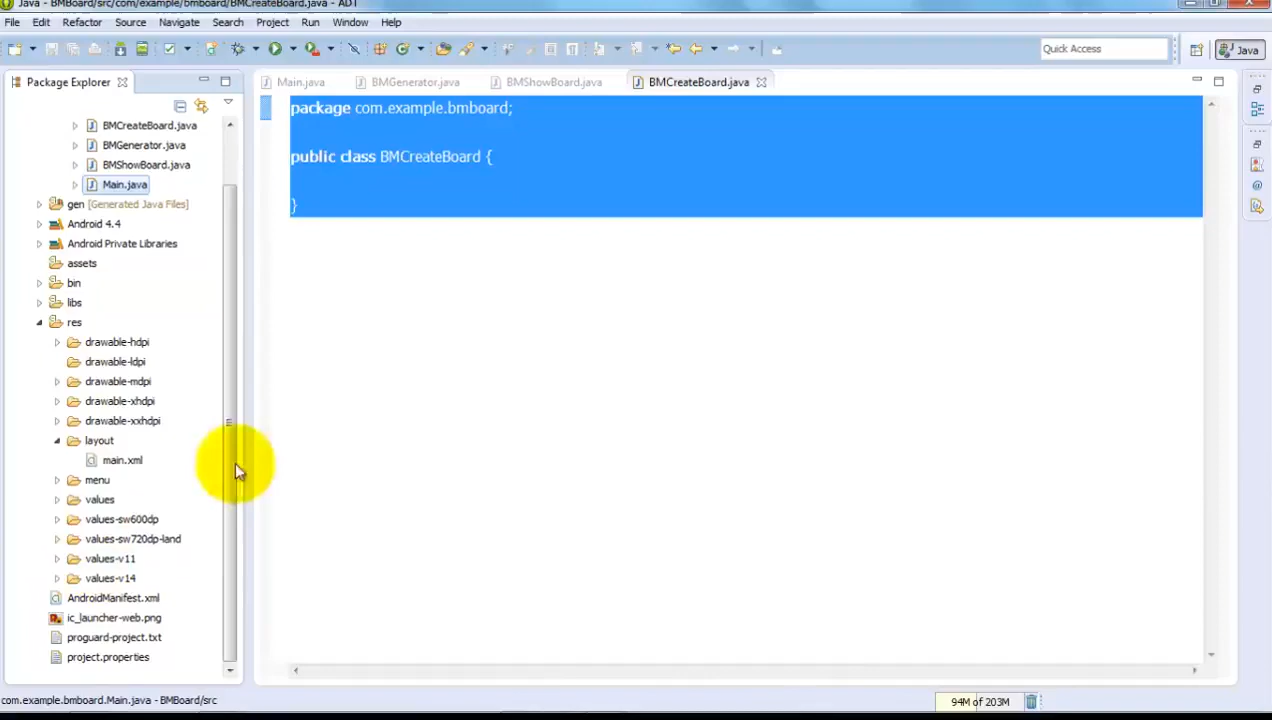 Java - BMBoard/src/com/example/bmboard/BMCreateBoard.java - ADT
File Edit Refactor Source Navigate Search Project Run Window Help
Quick Access
Java
Package Explorer
Main.java BMGenerator.java BMShowBoard.java BMCreateBoard.java
BMCreateBoard.java
BMGenerator.java
BMShowBoard.java
Main.java
gen [Generated Java Files]
Android 4.4
Android Private Libraries
assets
bin
libs
res
drawable-hdpi
drawable-ldpi
drawable-mdpi
drawable-xhdpi
drawable-xxhdpi
layout
main.xml
menu
values
values-sw600dp
values-sw720dp-land
values-v11
values-v14
AndroidManifest.xml
ic_launcher-web.png
proguard-project.txt
project.properties
package com.example.bmboard;
public class BMCreateBoard {
}
com.example.bmboard.Main.java - BMBoard/src
94M of 203M